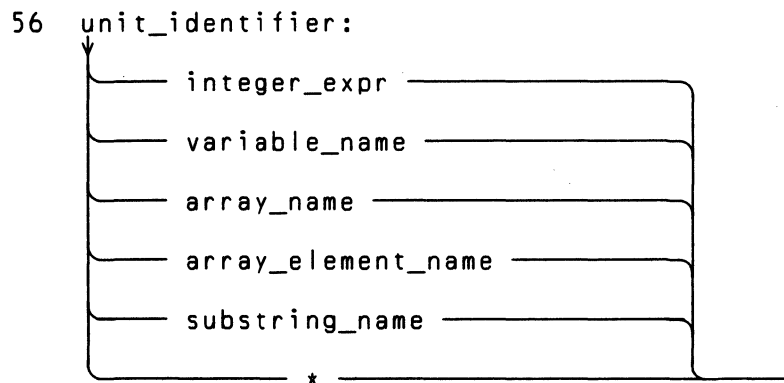 56 unit_identifier:
integer_expr
variable_name
array_name
array_element_name
substring_name
*